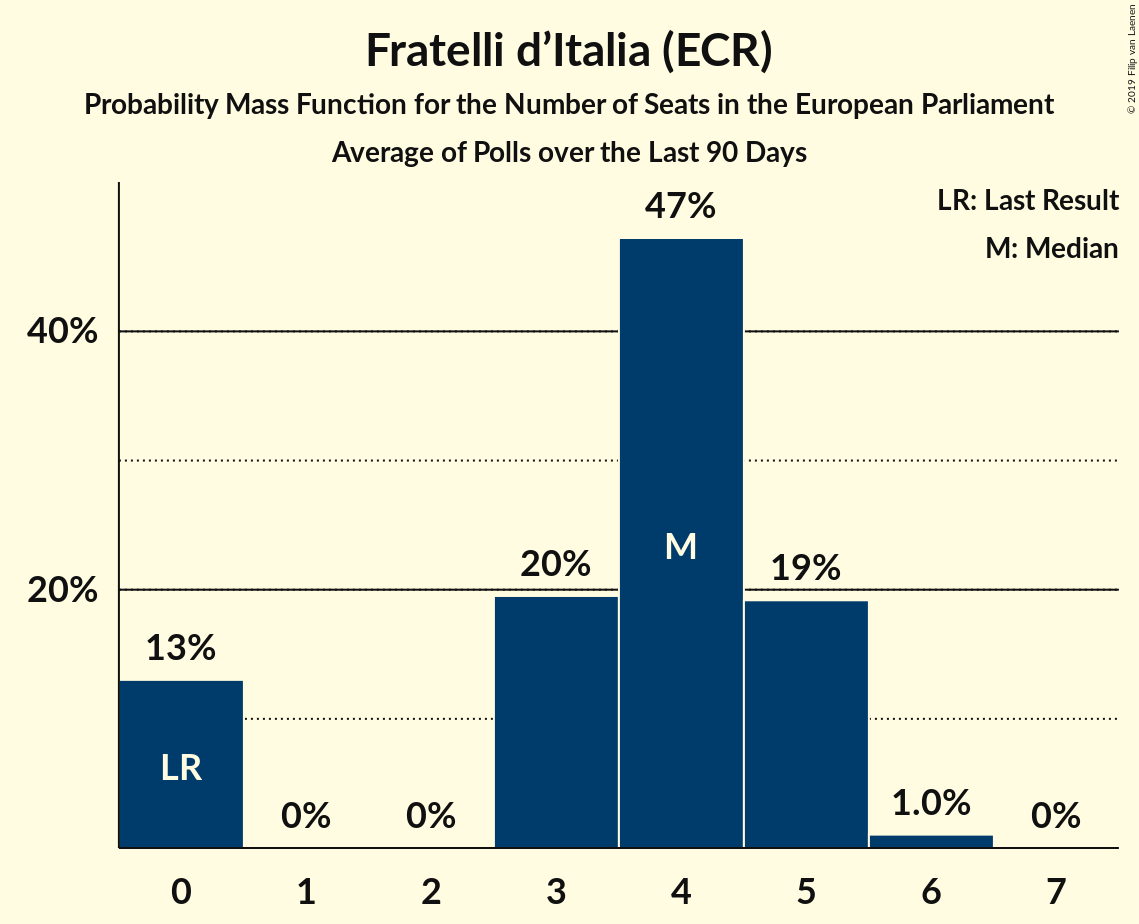 Fratelli d’Italia (ECR)
Probability Mass Function for the Number of Seats in the European Parliament
Average of Polls over the Last 90 Days
© 2019 Filip van Laenen
LR: Last Result
M: Median
47%
40%
M
20%
19%
20%
13%
LR
0%
0%
1.0%
0%
0 1 2 3 4 5 6 7